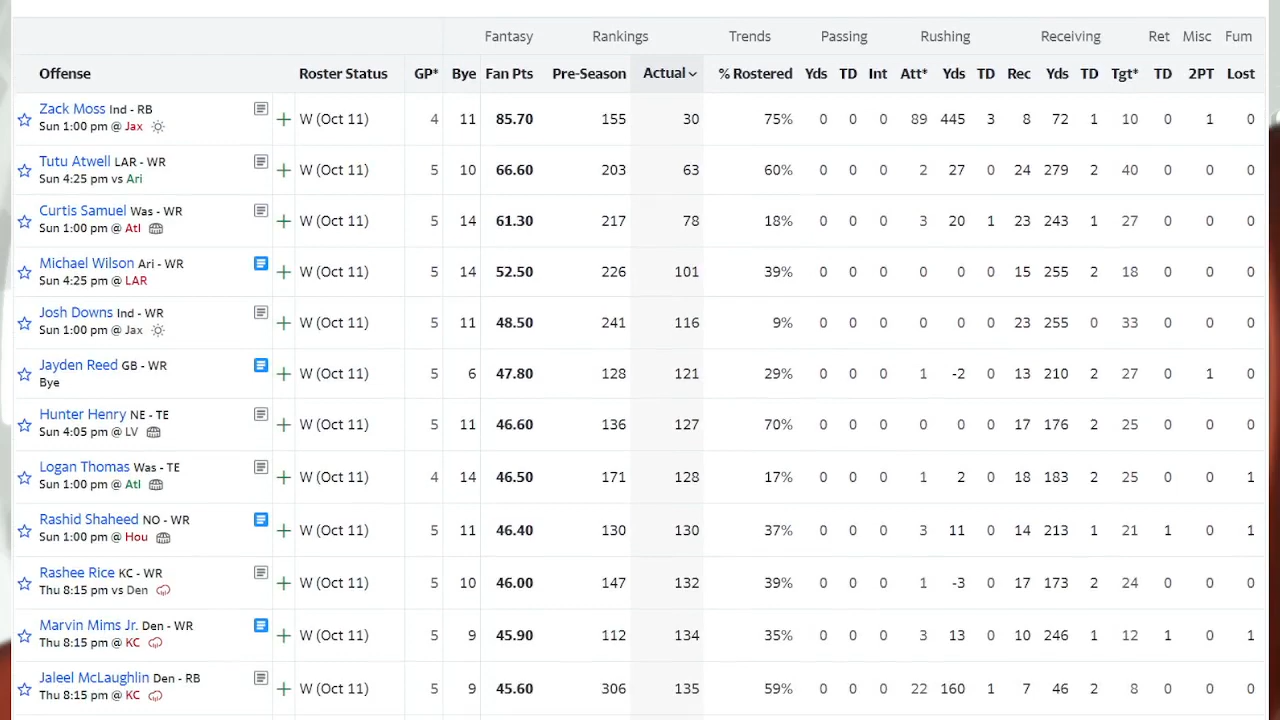 Fantasy Rankings Trends Passing Rushing Receiving Ret Misc Fum
Offense Roster Status GP* Bye Fan Pts Pre-Season Actual % Rostered Yds TD Int Att* Yds TD Rec Yds TD Tgt* TD 2PT Lost
Zack Moss Ind - RB
Sun 1:00 pm @ Jax
W (Oct 11) 4 11 85.70 155 30 75% 0 0 0 89 445 3 8 72 1 10 0 1 0
Tutu Atwell LAR - WR
Sun 4:25 pm vs Ari
W (Oct 11) 5 10 66.60 203 63 60% 0 0 0 2 27 0 24 279 2 40 0 0 0
Curtis Samuel Was - WR
Sun 1:00 pm @ Atl
W (Oct 11) 5 14 61.30 217 78 18% 0 0 0 3 20 1 23 243 1 27 0 0 0
Michael Wilson Ari - WR
Sun 4:25 pm @ LAR
W (Oct 11) 5 14 52.50 226 101 39% 0 0 0 0 0 0 15 255 2 18 0 0 0
Josh Downs Ind - WR
Sun 1:00 pm @ Jax
W (Oct 11) 5 11 48.50 241 116 9% 0 0 0 0 0 0 23 255 0 33 0 0 0
Jayden Reed GB - WR
Bye
W (Oct 11) 5 6 47.80 128 121 29% 0 0 0 1 -2 0 13 210 2 27 0 1 0
Hunter Henry NE - TE
Sun 4:05 pm @ LV
W (Oct 11) 5 11 46.60 136 127 70% 0 0 0 0 0 0 17 176 2 25 0 0 0
Logan Thomas Was - TE
Sun 1:00 pm @ Atl
W (Oct 11) 4 14 46.50 171 128 17% 0 0 0 1 2 0 18 183 2 25 0 0 1
Rashid Shaheed NO - WR
Sun 1:00 pm @ Hou
W (Oct 11) 5 11 46.40 130 130 37% 0 0 0 3 11 0 14 213 1 21 1 0 1
Rashee Rice KC - WR
Thu 8:15 pm vs Den
W (Oct 11) 5 10 46.00 147 132 39% 0 0 0 1 -3 0 17 173 2 24 0 0 0
Marvin Mims Jr. Den - WR
Thu 8:15 pm @ KC
W (Oct 11) 5 9 45.90 112 134 35% 0 0 0 3 13 0 10 246 1 12 1 0 1
Jaleel McLaughlin Den - RB
Thu 8:15 pm @ KC
W (Oct 11) 5 9 45.60 306 135 59% 0 0 0 22 160 1 7 46 2 8 0 0 0